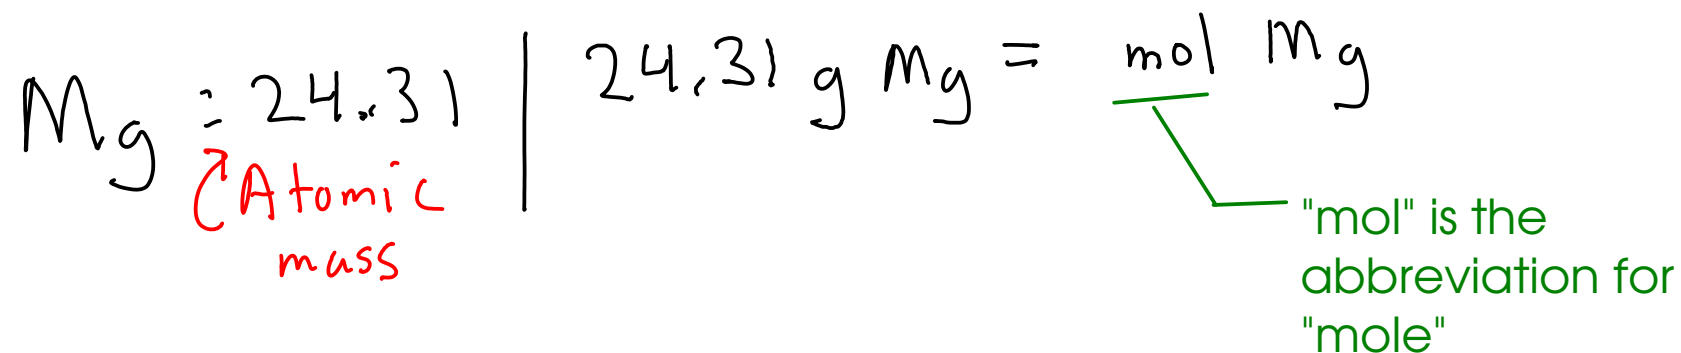 Mg : 24.31 | 24.31 g Mg = mol Mg
Atomic
mass
"mol" is the
abbreviation for
"mole"